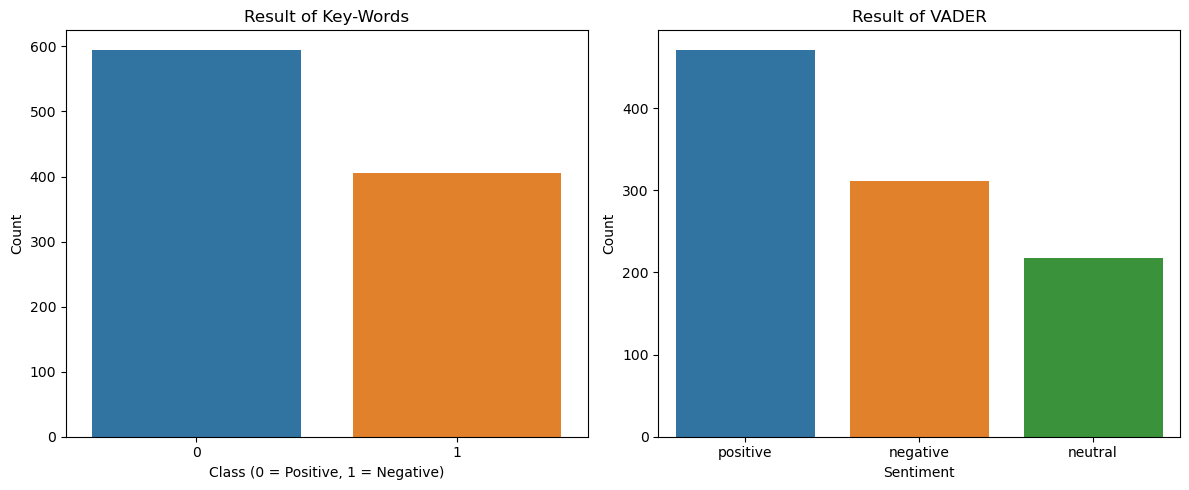 Result of Key-Words
Count
600
500
400
300
200
100
0
0
1
Class (0 = Positive, 1 = Negative)
Result of VADER
Count
400
300
200
100
0
positive
negative
neutral
Sentiment